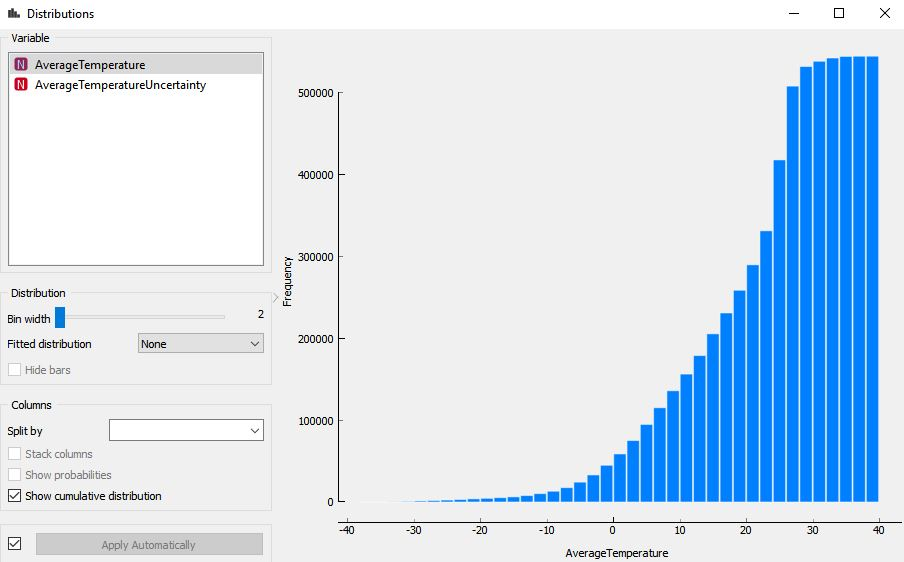 Distributions
Variable
N AverageTemperature
N AverageTemperatureUncertainty
Distribution
Bin width 2
Fitted distribution None
Hide bars
Columns
Split by
Stack columns
Show probabilities
Show cumulative distribution
Apply Automatically
Frequency
500000
400000
300000
200000
100000
0
-40 -30 -20 -10 0 10 20 30 40
AverageTemperature